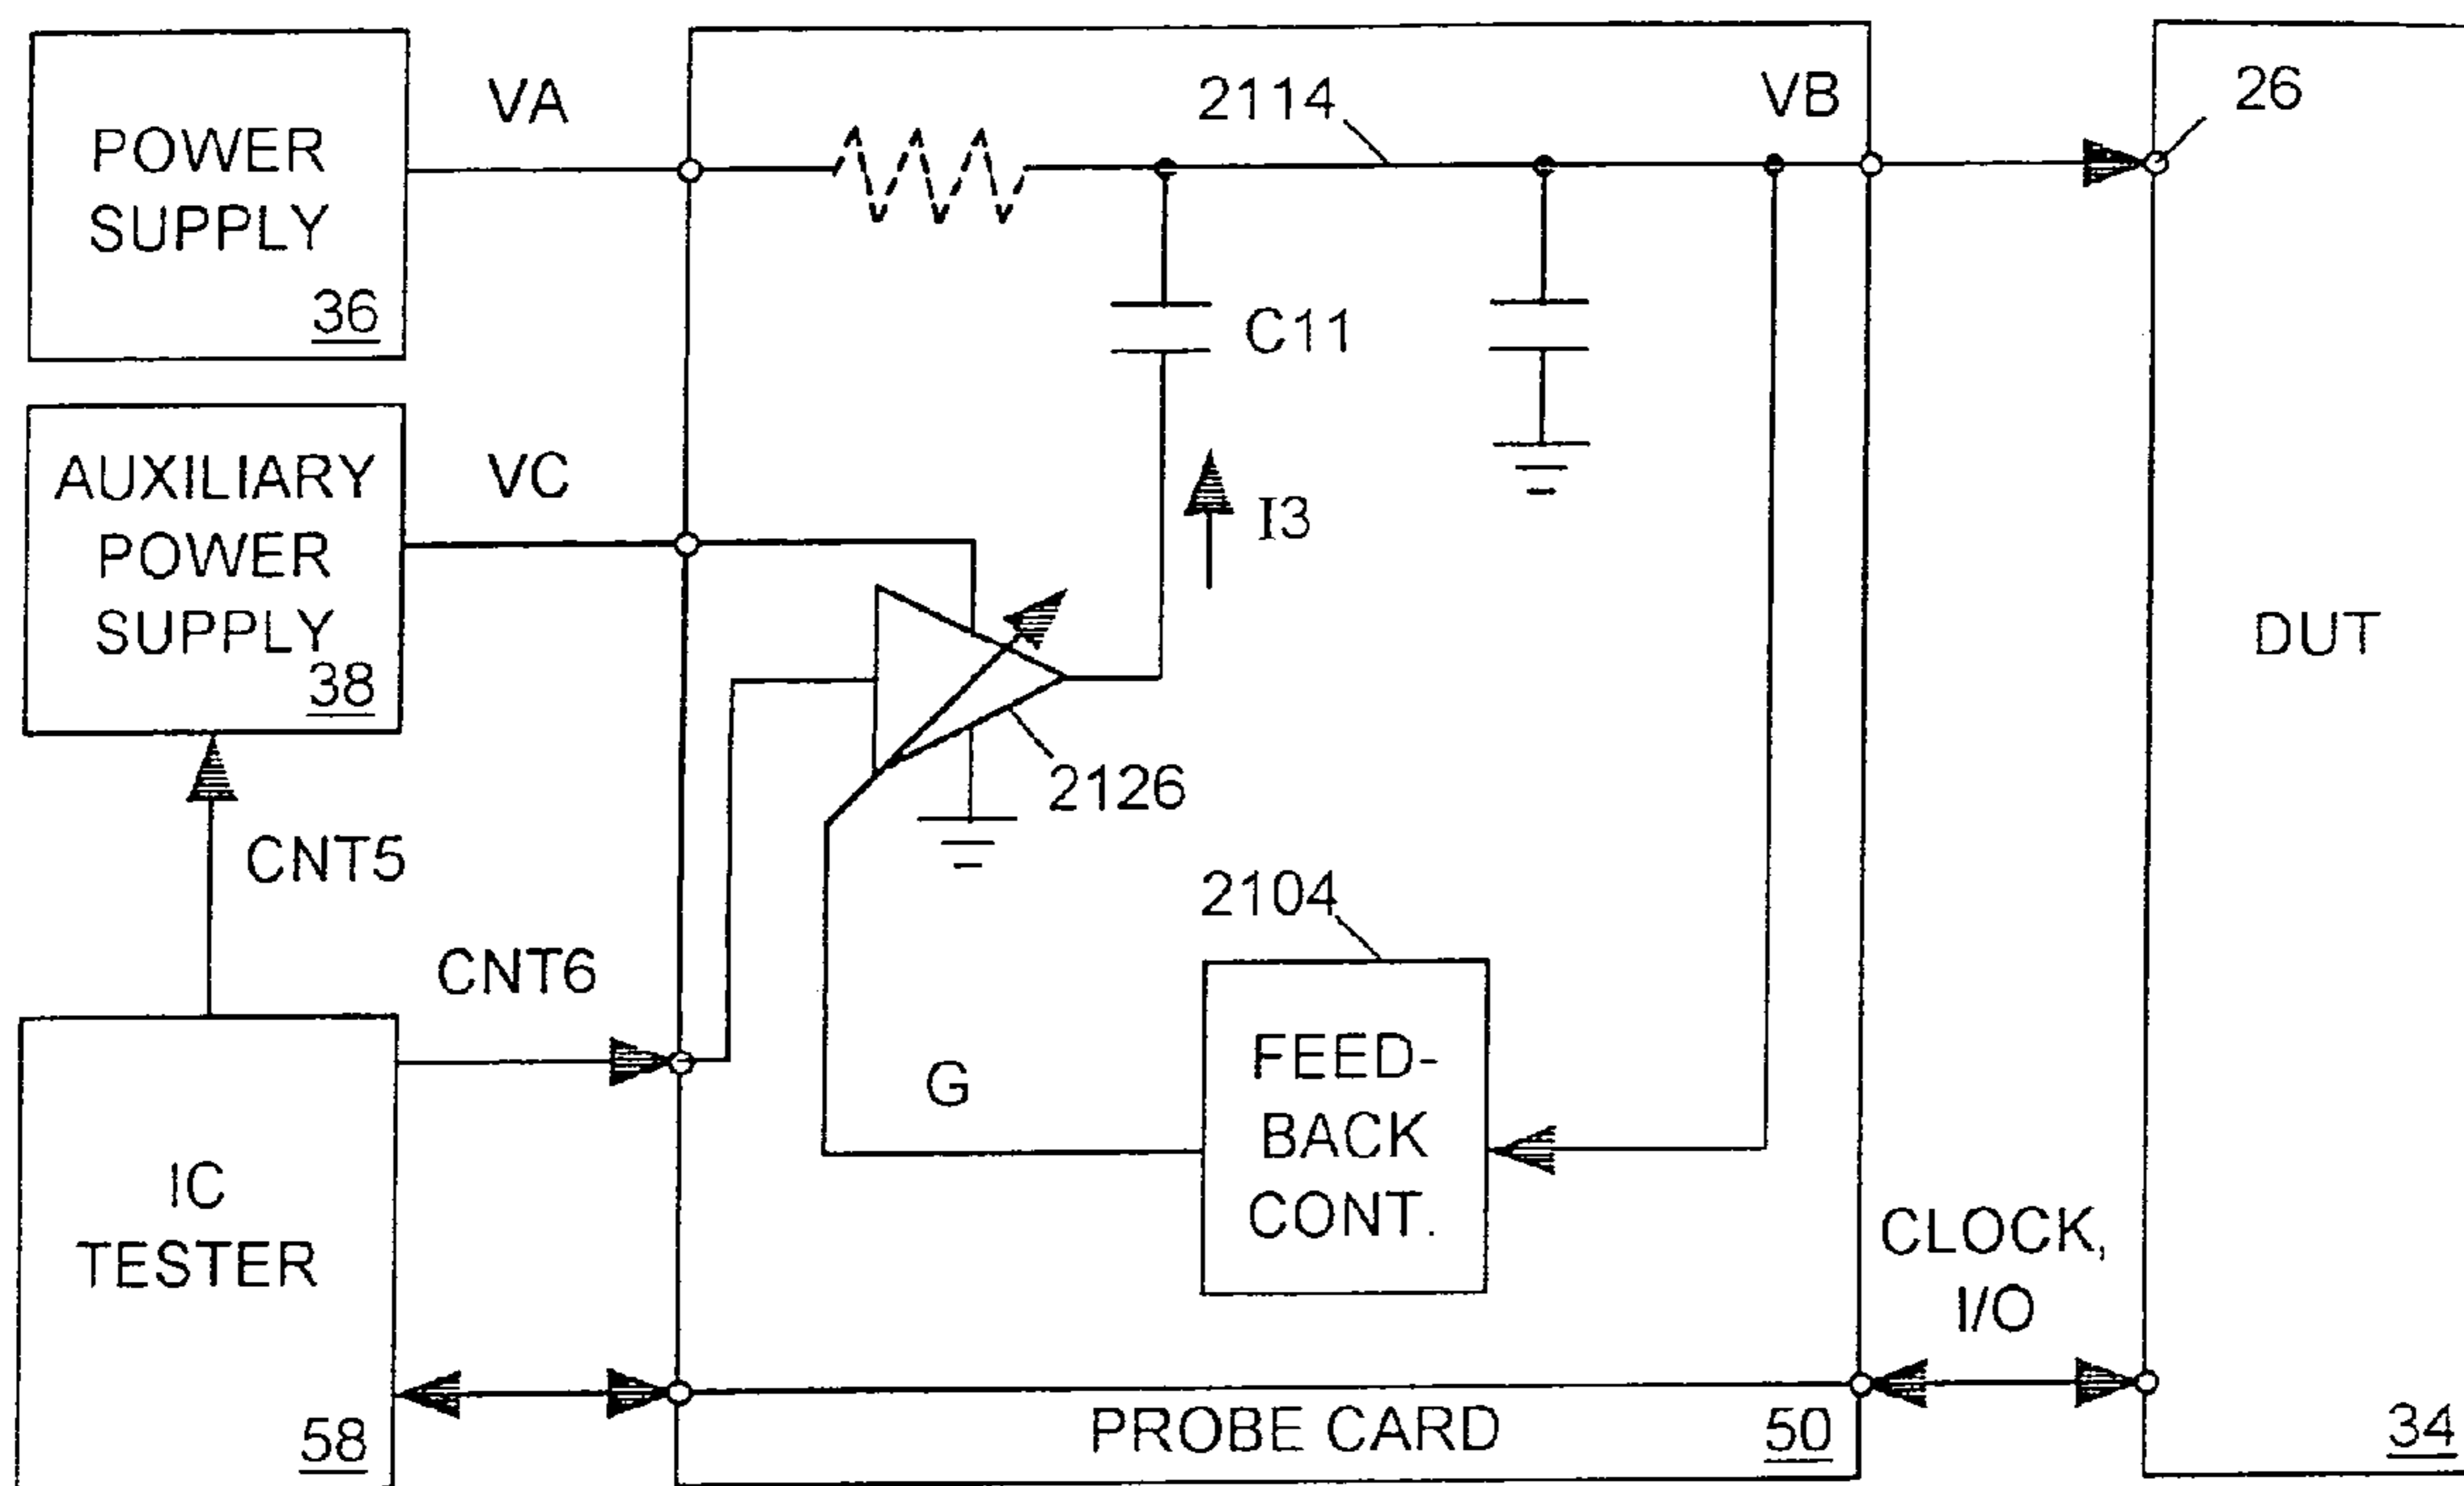 POWER
SUPPLY
36
VA
2114
VB
26
C11
AUXILIARY
POWER
SUPPLY
38
VC
I3
DUT
2126
CNT5
2104
CNT6
FEED-
BACK
CONT.
G
IC
TESTER
58
CLOCK,
I/O
PROBE CARD
50
34